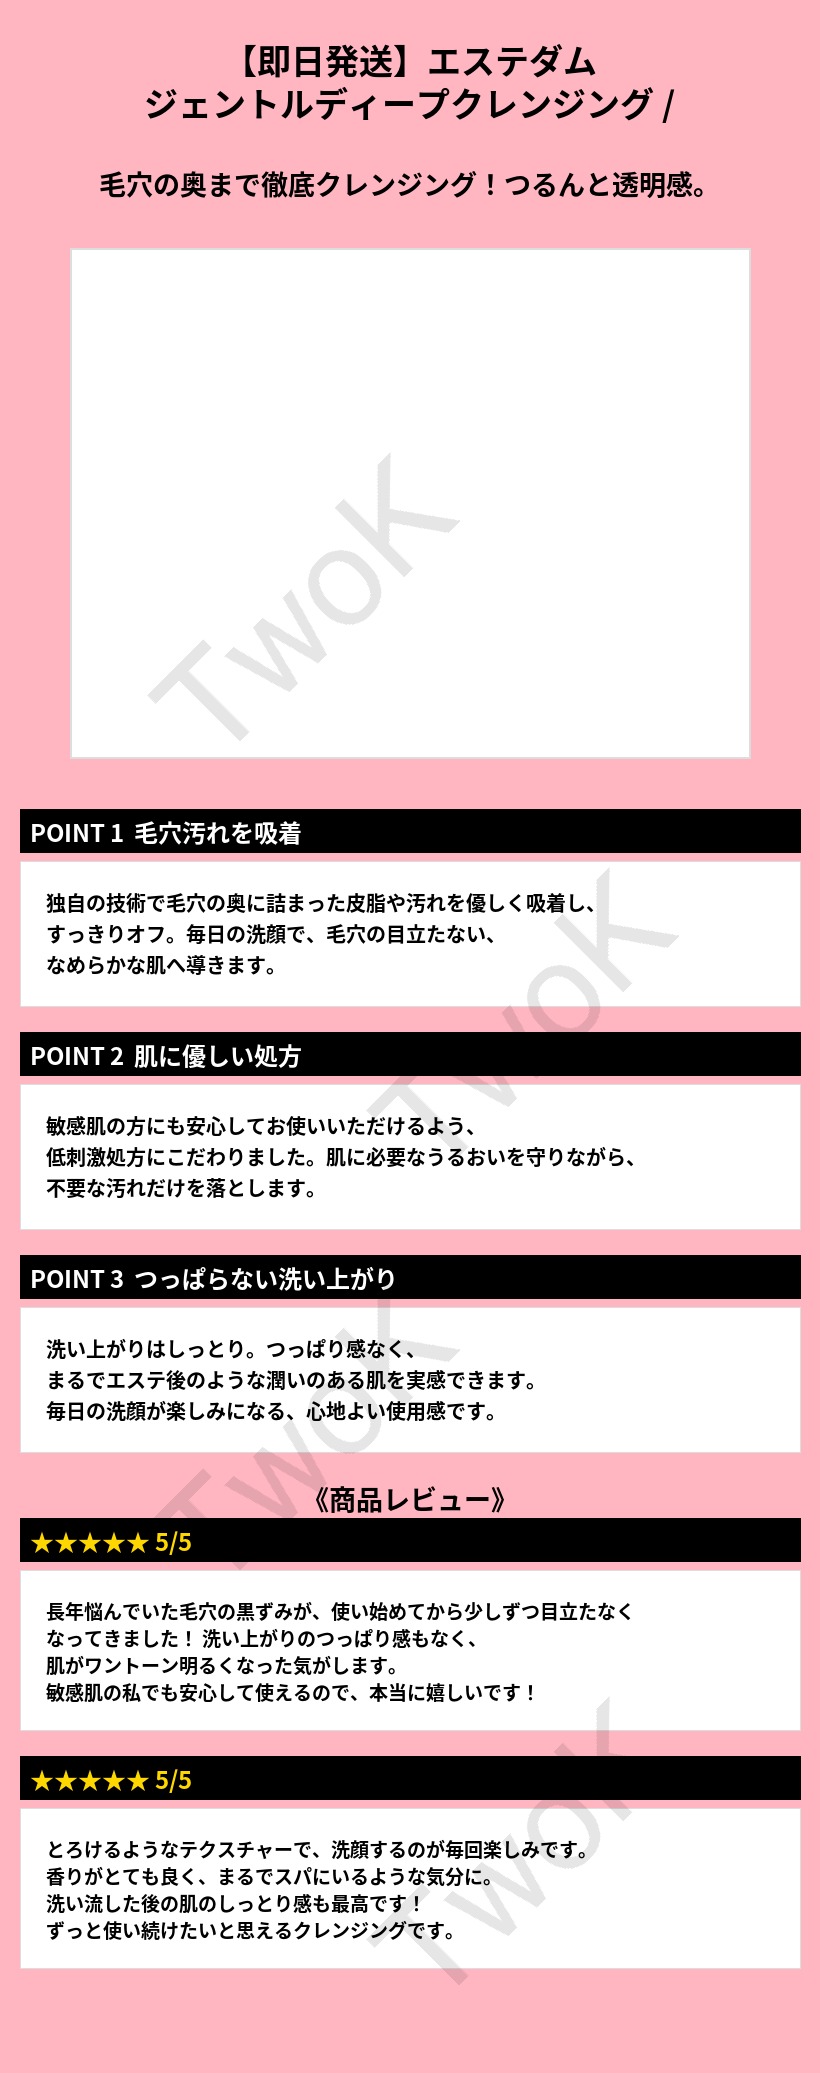 【即日発送】エステダム
ジェントルディープクレンジング /
毛穴の奥まで徹底クレンジング！つるんと透明感。
TwoK
POINT 1 毛穴汚れを吸着
独自の技術で毛穴の奥に詰まった皮脂や汚れを優しく吸着し、
すっきりオフ。毎日の洗顔で、毛穴の目立たない、
なめらかな肌へ導きます。
TwoK
POINT 2 肌に優しい処方
敏感肌の方にも安心してお使いいただけるよう、
低刺激処方にこだわりました。肌に必要なうるおいを守りながら、
不要な汚れだけを落とします。
POINT 3 つっぱらない洗い上がり
洗い上がりはしっとり。つっぱり感なく、
まるでエステ後のような潤いのある肌を実感できます。
毎日の洗顔が楽しみになる、心地よい使用感です。
TwoK
《商品レビュー》
★★★★★ 5/5
長年悩んでいた毛穴の黒ずみが、使い始めてから少しずつ目立たなく
なってきました！ 洗い上がりのつっぱり感もなく、
肌がワントーン明るくなった気がします。
敏感肌の私でも安心して使えるので、本当に嬉しいです！
★★★★★ 5/5
とろけるようなテクスチャーで、洗顔するのが毎回楽しみです。
香りがとても良く、まるでスパにいるような気分に。
洗い流した後の肌のしっとり感も最高です！
ずっと使い続けたいと思えるクレンジングです。
TwoK